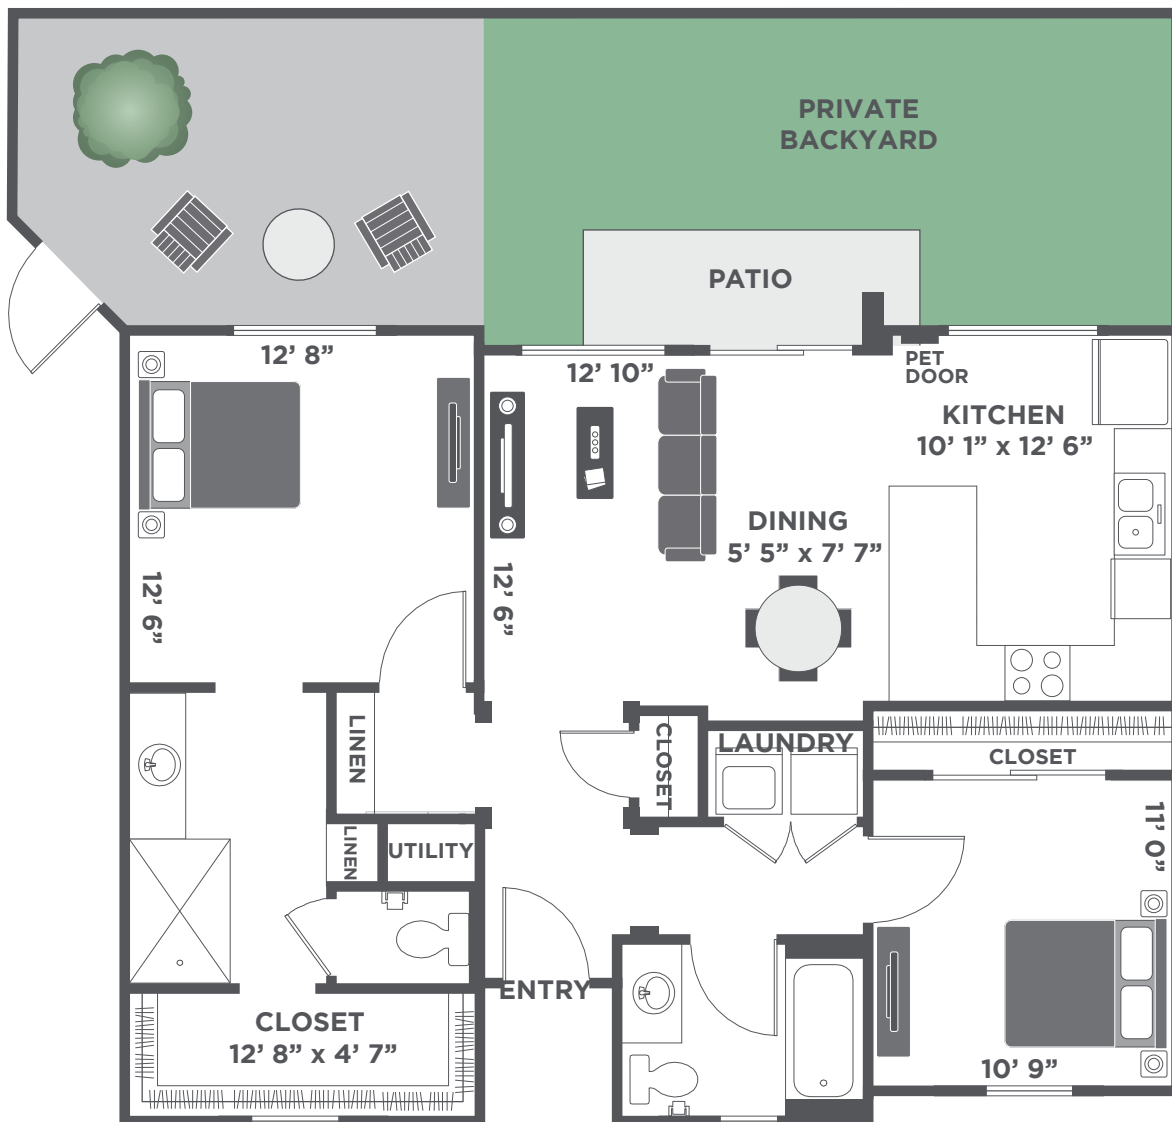 PRIVATE
BACKYARD
PATIO
12’ 8”
12’ 10”
PET
DOOR
KITCHEN
10’ 1” x 12’ 6”
DINING
5’ 5” x 7’ 7”
12’ 6”
12’ 6”
LINEN
CLOSET
LAUNDRY
CLOSET
11’ 0”
LINEN
UTILITY
ENTRY
CLOSET
12’ 8” x 4’ 7”
10’ 9”